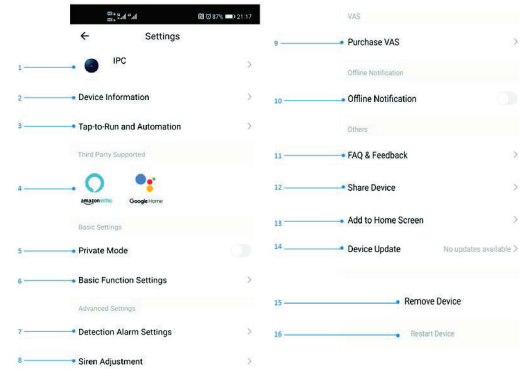 87% 21:17
Settings
1 IPC
2 Device Information
3 Tap-to-Run and Automation
Third Party Supported
4
amazon echo Google Home
Basic Settings
5 Private Mode
6 Basic Function Settings
Advanced Settings
7 Detection Alarm Settings
8 Siren Adjustment
VAS
9 Purchase VAS
Offline Notification
10 Offline Notification
Others
11 FAQ & Feedback
12 Share Device
13 Add to Home Screen
14 Device Update No updates available
15 Remove Device
16 Restart Device